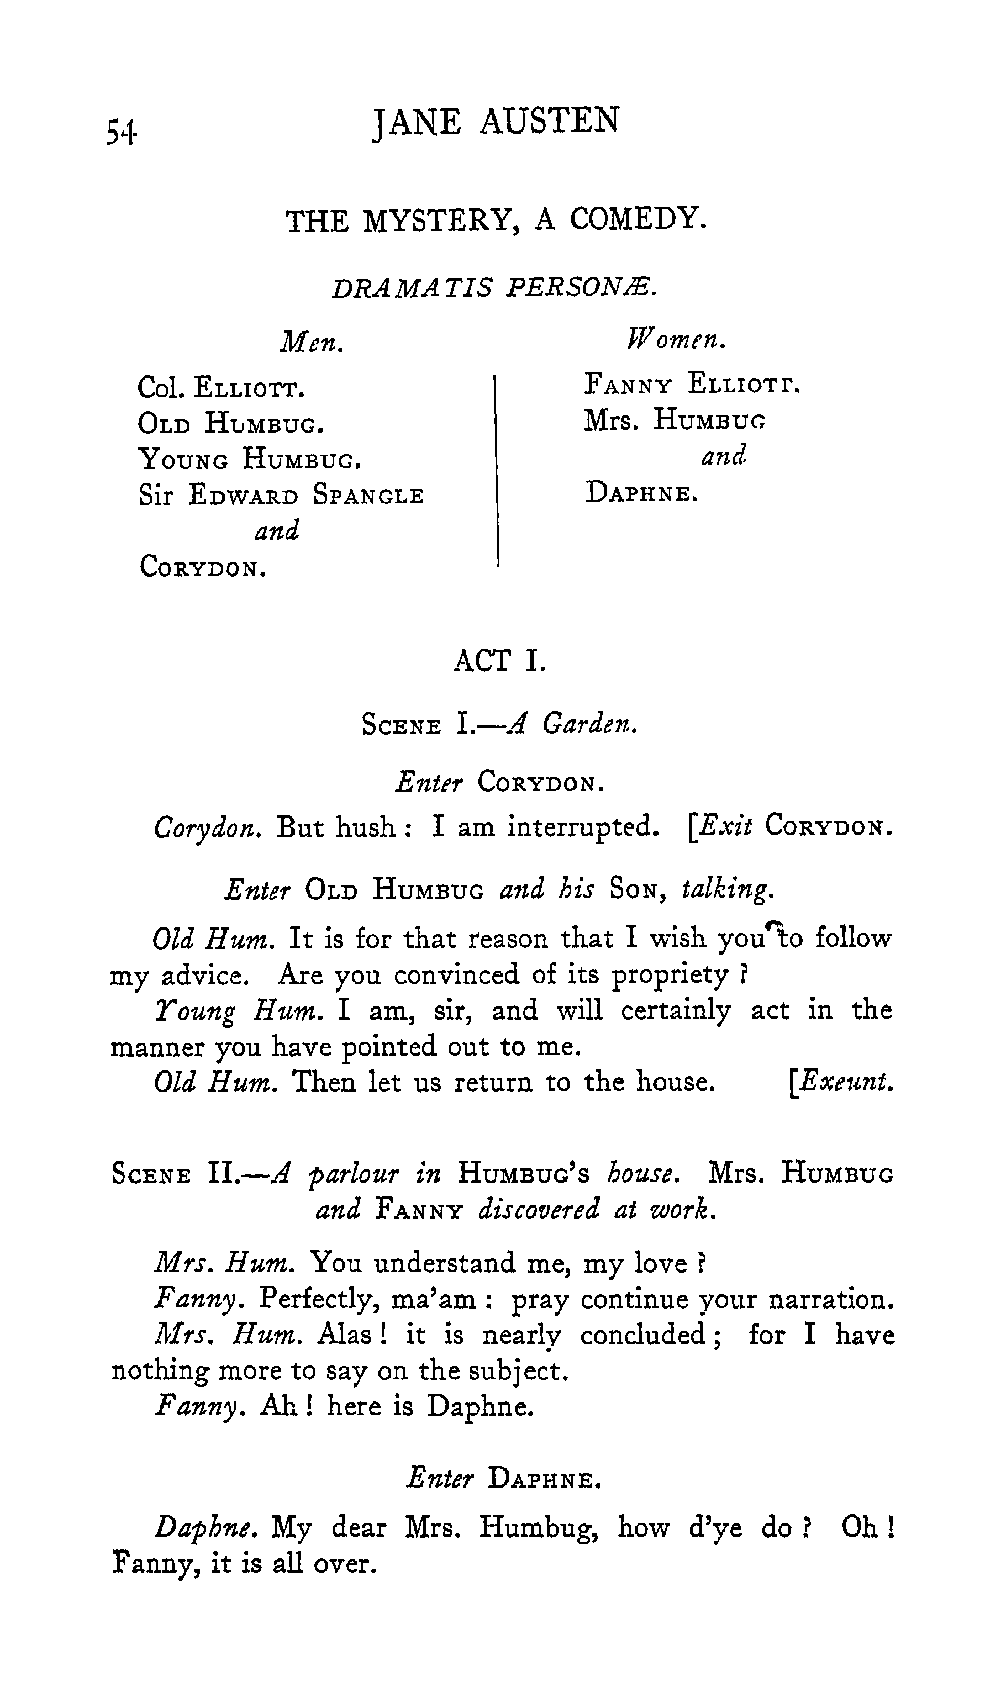 54 JANE AUSTEN
THE MYSTERY, A COMEDY.
DRAMATIS PERSONÆ.
Men.
Col. ELLIOTT.
OLD HUMBUG.
YOUNG HUMBUG.
Sir EDWARD SPANGLE
and
CORYDON.
Women.
FANNY ELLIOTT.
Mrs. HUMBUG
and
DAPHNE.
ACT I.
SCENE I.—A Garden.
Enter CORYDON.
Corydon. But hush : I am interrupted. [Exit CORYDON.
Enter OLD HUMBUG and his SON, talking.
Old Hum. It is for that reason that I wish you to follow
my advice. Are you convinced of its propriety ?
Young Hum. I am, sir, and will certainly act in the
manner you have pointed out to me.
Old Hum. Then let us return to the house. [Exeunt.
SCENE II.—A parlour in HUMBUG'S house. Mrs. HUMBUG
and FANNY discovered at work.
Mrs. Hum. You understand me, my love ?
Fanny. Perfectly, ma'am : pray continue your narration.
Mrs. Hum. Alas ! it is nearly concluded ; for I have
nothing more to say on the subject.
Fanny. Ah ! here is Daphne.
Enter DAPHNE.
Daphne. My dear Mrs. Humbug, how d'ye do ? Oh !
Fanny, it is all over.